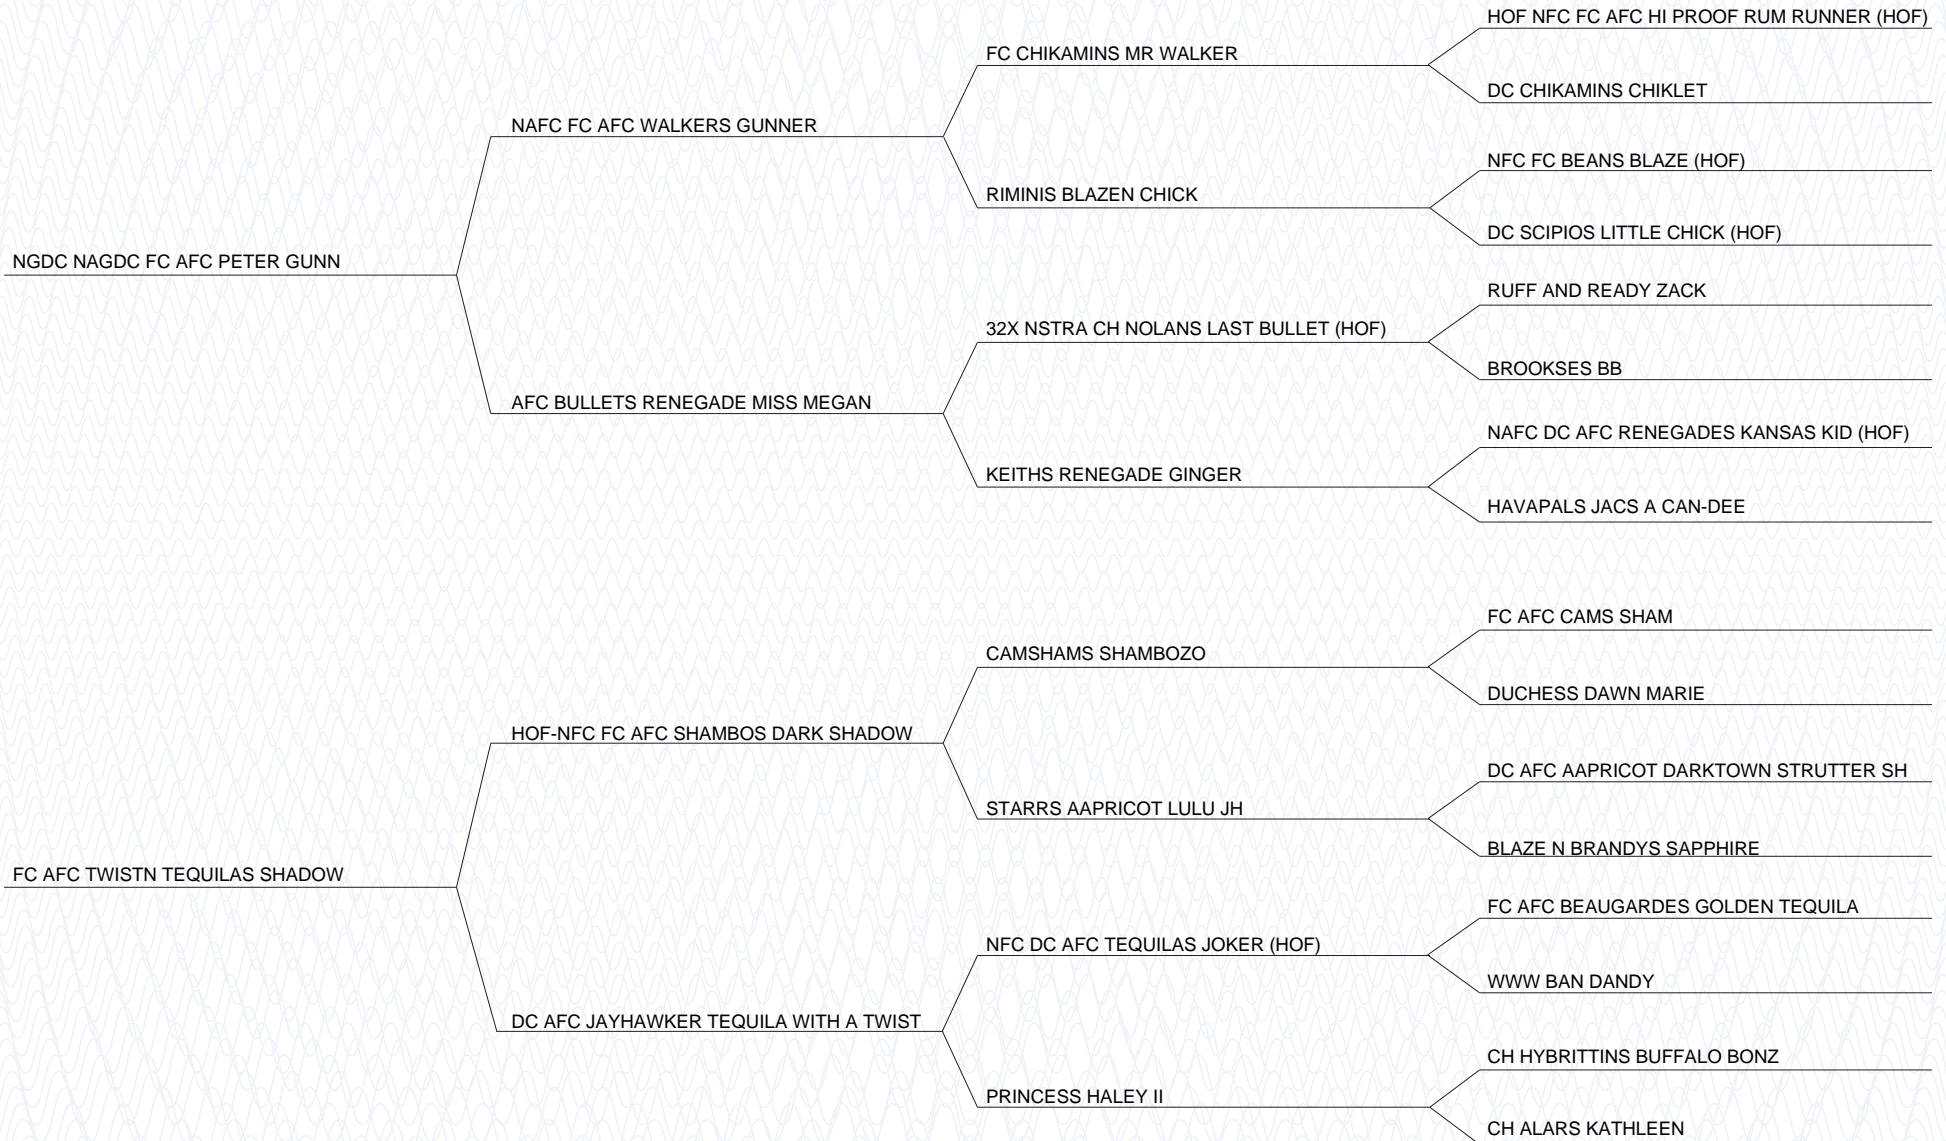 HOF NFC FC AFC HI PROOF RUM RUNNER (HOF)
FC CHIKAMINS MR WALKER
DC CHIKAMINS CHIKLET
NAFC FC AFC WALKERS GUNNER
NFC FC BEANS BLAZE (HOF)
RIMINIS BLAZEN CHICK
DC SCIPIOS LITTLE CHICK (HOF)
NGDC NAGDC FC AFC PETER GUNN
RUFF AND READY ZACK
32X NSTRA CH NOLANS LAST BULLET (HOF)
BROOKSES BB
AFC BULLETS RENEGADE MISS MEGAN
NAFC DC AFC RENEGADES KANSAS KID (HOF)
KEITHS RENEGADE GINGER
HAVAPALS JACS A CAN-DEE
FC AFC CAMS SHAM
CAMSHAMS SHAMBOZO
DUCHESS DAWN MARIE
HOF-NFC FC AFC SHAMBOS DARK SHADOW
DC AFC AAPRICOT DARKTOWN STRUTTER SH
STARRS AAPRICOT LULU JH
BLAZE N BRANDYS SAPPHIRE
FC AFC TWISTN TEQUILAS SHADOW
FC AFC BEAUGARDES GOLDEN TEQUILA
NFC DC AFC TEQUILAS JOKER (HOF)
WWW BAN DANDY
DC AFC JAYHAWKER TEQUILA WITH A TWIST
CH HYBRITTINS BUFFALO BONZ
PRINCESS HALEY II
CH ALARS KATHLEEN